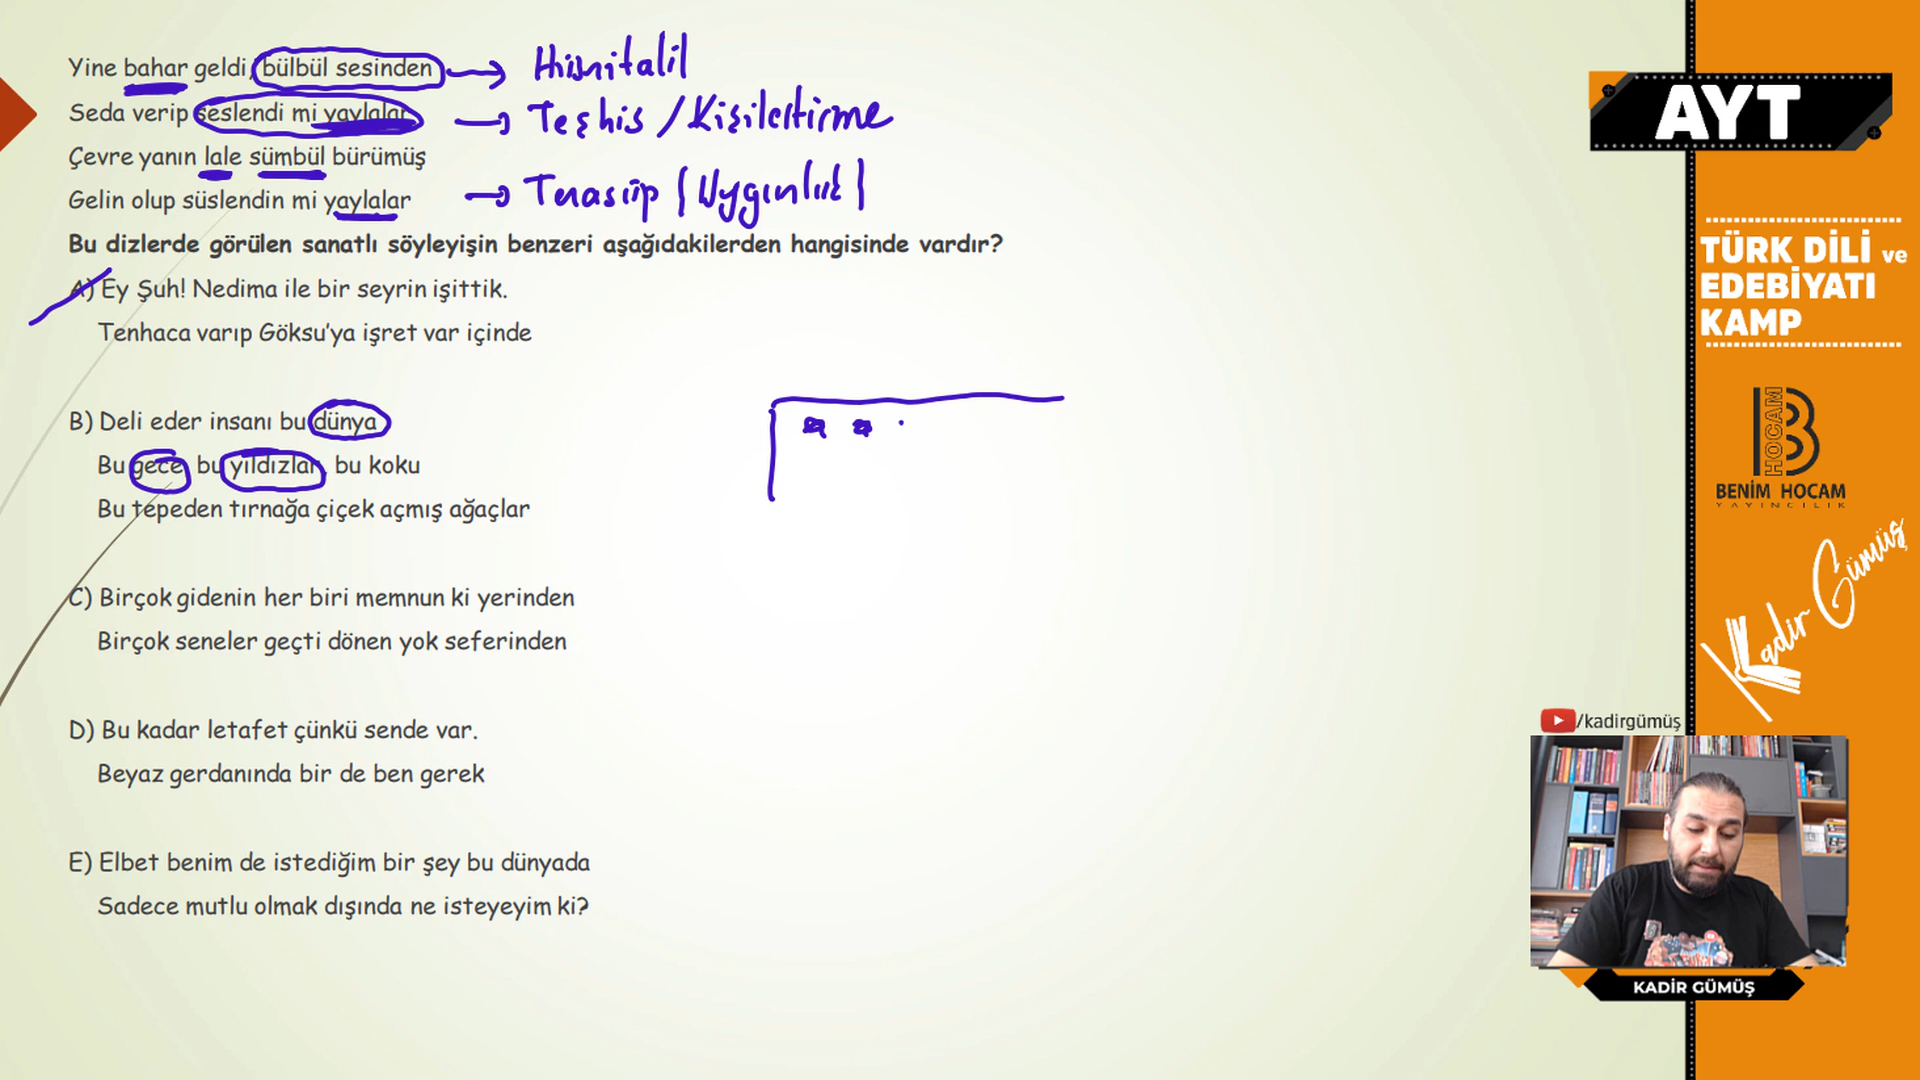 Yine bahar geldi, bülbül sesinden → Hüsnitalil
Seda verip seslendi mi yaylalar → Teşhis / Kişileştirme
Çevre yanın lale sümbül bürümüş
Gelin olup süslendin mi yaylalar → Tenasüp (Uygunluk)
Bu dizlerde görülen sanatlı söyleyişin benzeri aşağıdakilerden hangisinde vardır?
A) Ey Şuh! Nedima ile bir seyrin işittik.
Tenhaca varıp Göksu'ya işret var içinde
B) Deli eder insanı bu dünya
Bu gece, bu yıldızlar, bu koku
Bu tepeden tırnağa çiçek açmış ağaçlar
C) Birçok gidenin her biri memnun ki yerinden
Birçok seneler geçti dönen yok seferinden
D) Bu kadar letafet çünkü sende var.
Beyaz gerdanında bir de ben gerek
E) Elbet benim de istediğim bir şey bu dünyada
Sadece mutlu olmak dışında ne isteyeyim ki?
AYT
TÜRK DİLİ ve
EDEBİYATI
KAMP
HOCAM
BENİM HOCAM
YAYINCILIK
Kadir Gümüş
/kadirgümüş
KADİR GÜMÜŞ